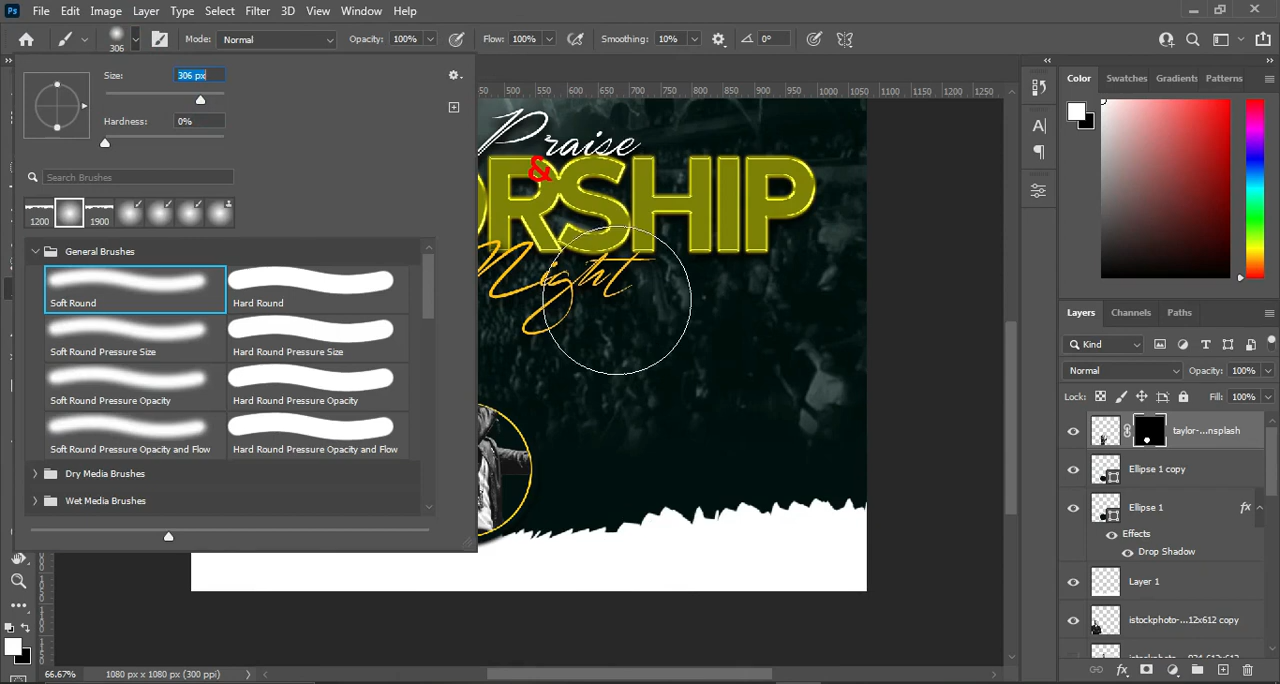 Ps File Edit Image Layer Type Select Filter 3D View Window Help
306 Mode: Normal Opacity: 100% Flow: 100% Smoothing: 10% 0°
Size: 306 px
Hardness: 0%
Search Brushes
1200 1900
General Brushes
Soft Round Hard Round
Soft Round Pressure Size Hard Round Pressure Size
Soft Round Pressure Opacity Hard Round Pressure Opacity
Soft Round Pressure Opacity and Flow Hard Round Pressure Opacity and Flow
Dry Media Brushes
Wet Media Brushes
500 550 600 650 700 750 800 850 900 950 1000 1050 1100 1150 1200 1250
Praise
&
ORSHIP
Night
Color Swatches Gradients Patterns
Layers Channels Paths
Kind
Normal Opacity: 100%
Lock: Fill: 100%
taylor-...nsplash
Ellipse 1 copy
Ellipse 1 fx
Effects
Drop Shadow
Layer 1
istockphoto-...12x612 copy
66.67% 1080 px x 1080 px (300 ppi)